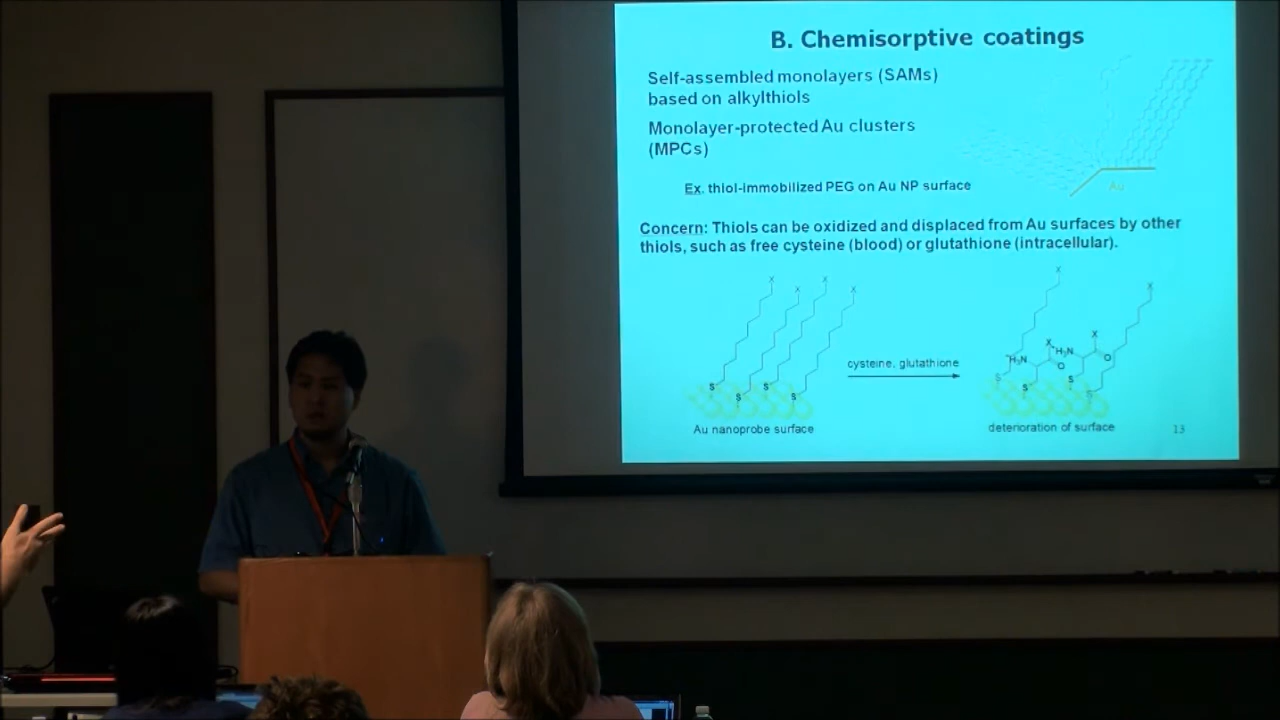 B. Chemisorptive coatings
Self-assembled monolayers (SAMs)
based on alkylthiols
Monolayer-protected Au clusters
(MPCs)
Ex. thiol-immobilized PEG on Au NP surface
Au
Concern: Thiols can be oxidized and displaced from Au surfaces by other
thiols, such as free cysteine (blood) or glutathione (intracellular).
X X X X
S S S S
Au nanoprobe surface
cysteine, glutathione
X X
X X
⁺H₃N ⁺H₃N
O O
S S S S
deterioration of surface
13